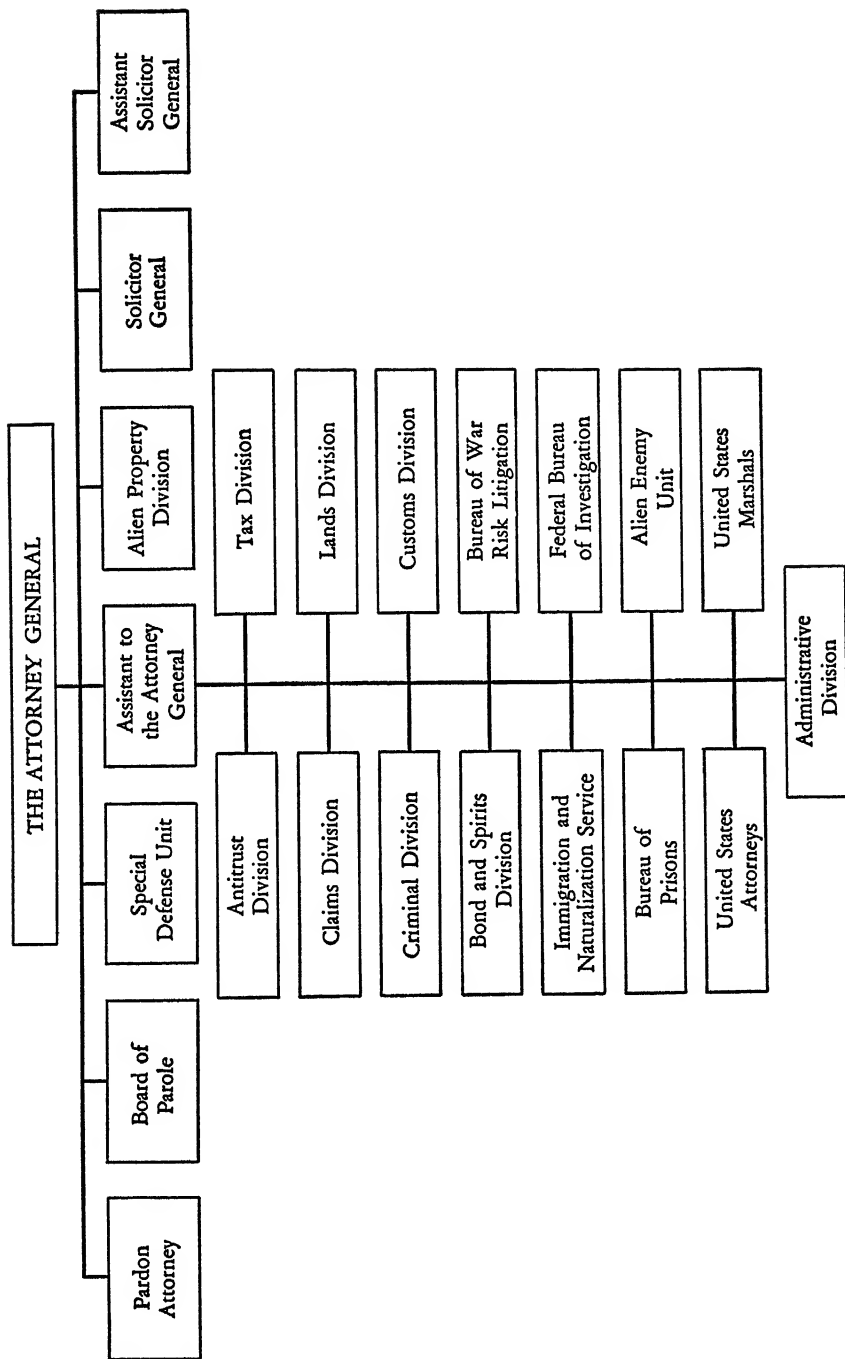 THE ATTORNEY GENERAL
Pardon
Attorney
Board of
Parole
Special
Defense Unit
Assistant to
the Attorney
General
Alien Property
Division
Solicitor
General
Assistant
Solicitor
General
Antitrust
Division
Tax Division
Claims Division
Lands Division
Criminal Division
Customs Division
Bond and Spirits
Division
Bureau of War
Risk Litigation
Immigration and
Naturalization Service
Federal Bureau
of Investigation
Bureau of
Prisons
Alien Enemy
Unit
United States
Attorneys
United States
Marshals
Administrative
Division